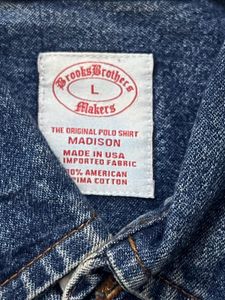 Brooks Brothers
L
Makers
THE ORIGINAL POLO SHIRT
MADISON
MADE IN USA
IMPORTED FABRIC
100% AMERICAN
PIMA COTTON